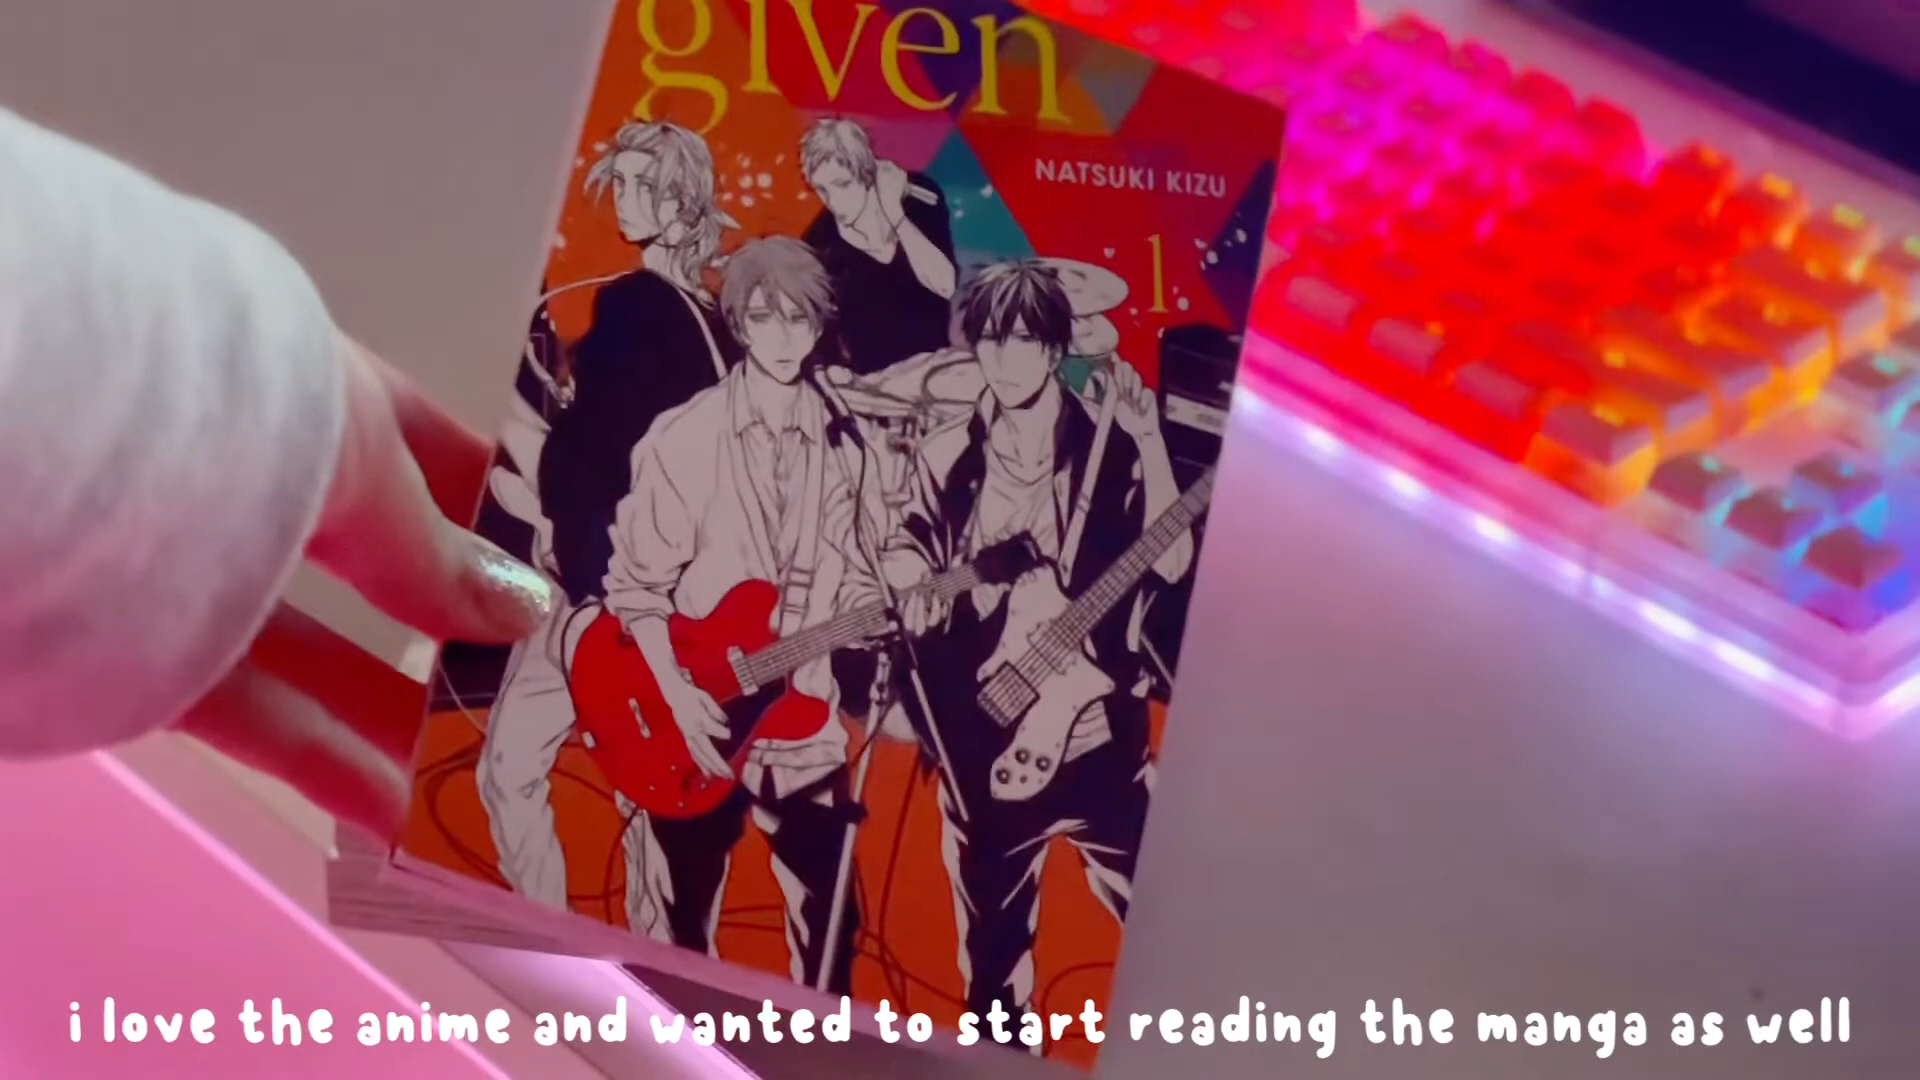 given
NATSUKI KIZU
1
i love the anime and wanted to start reading the manga as well